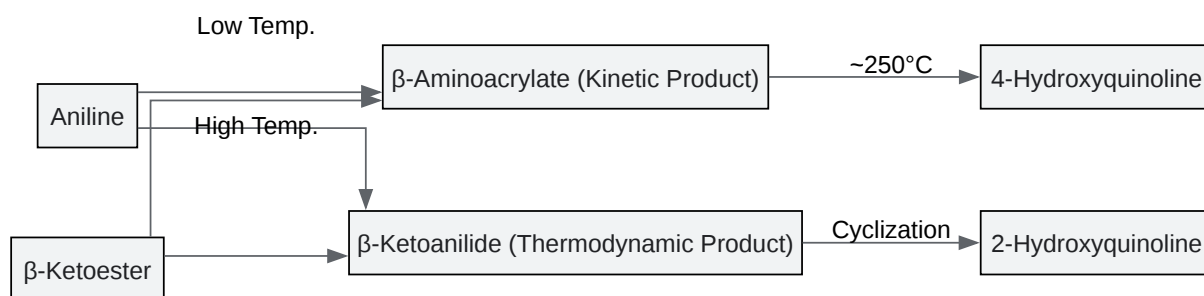 Low Temp.
β-Aminoacrylate (Kinetic Product)
~250°C
4-Hydroxyquinoline
Aniline
High Temp.
β-Ketoanilide (Thermodynamic Product)
Cyclization
2-Hydroxyquinoline
β-Ketoester